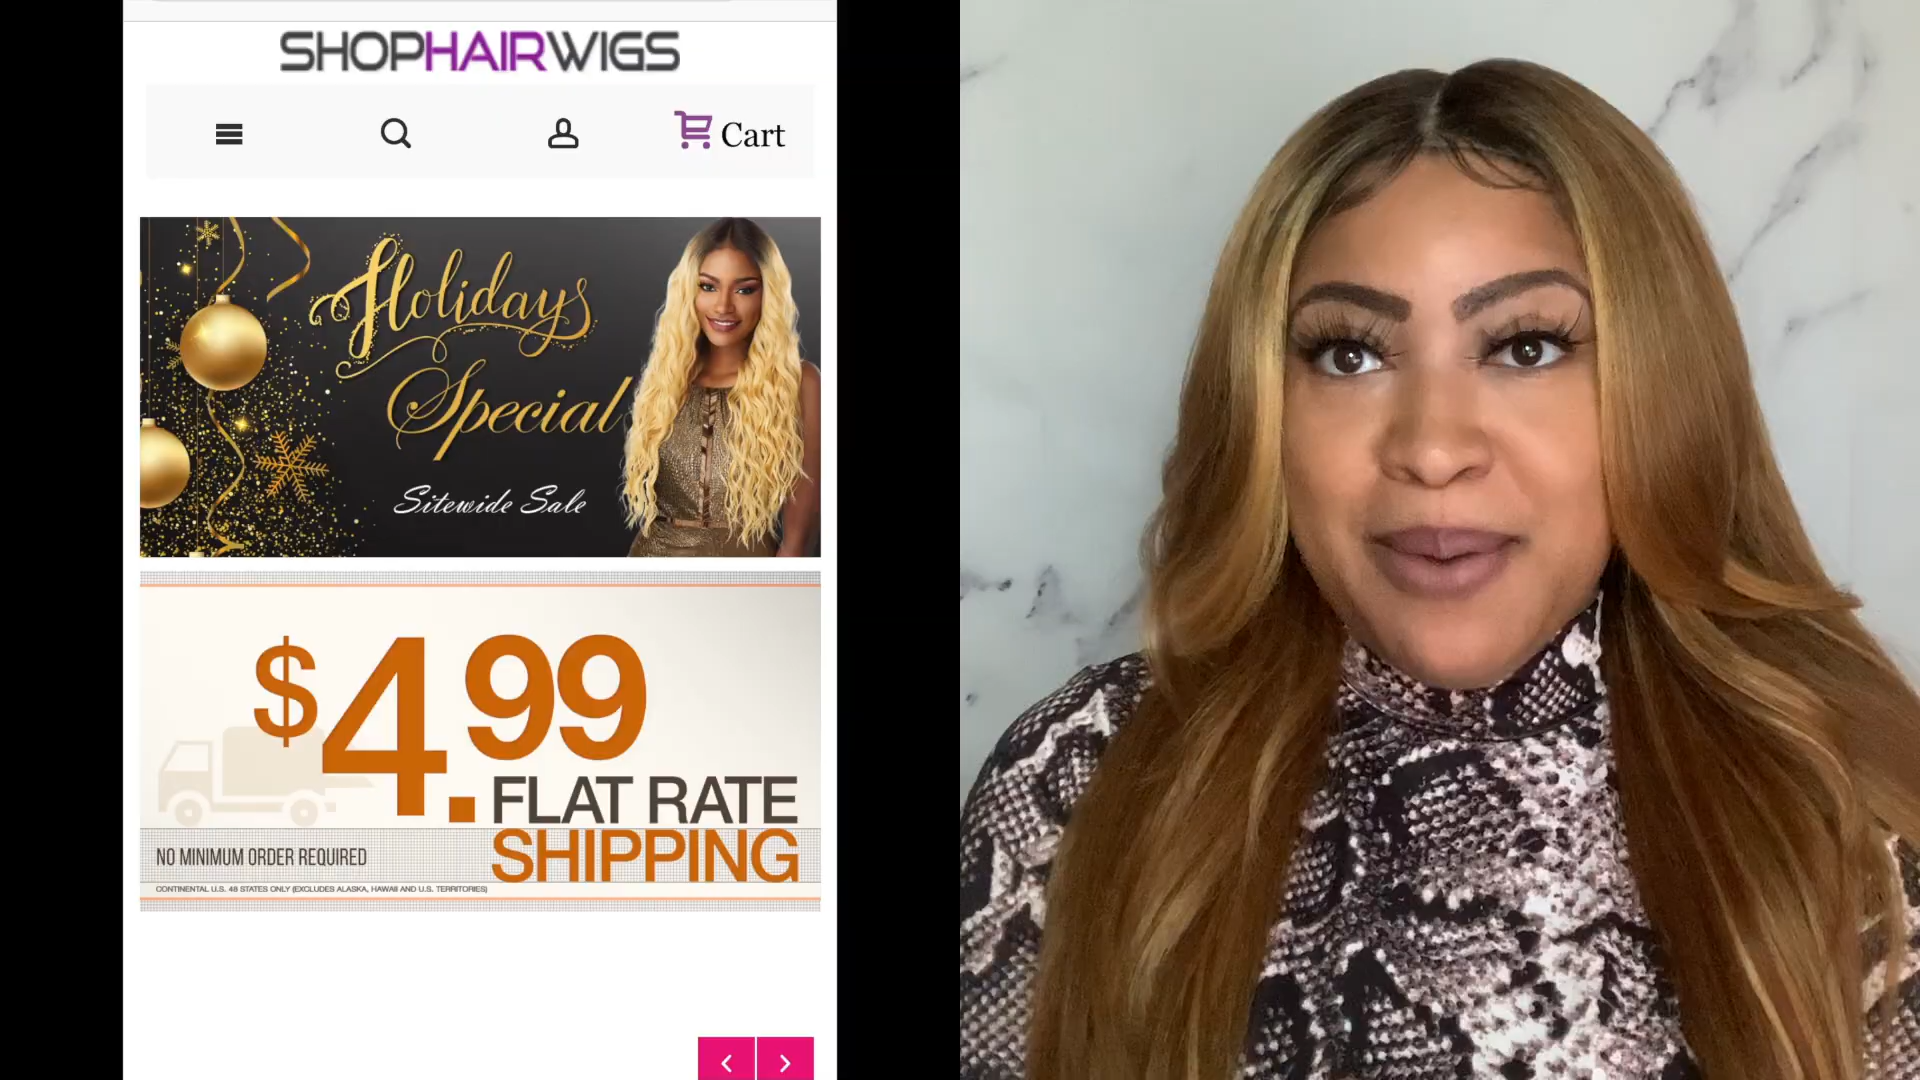 SHOPHAIRWIGS
Cart
Holidays
Special
Sitewide Sale
$4.99
FLAT RATE
SHIPPING
NO MINIMUM ORDER REQUIRED
CONTINENTAL U.S. 48 STATES ONLY (EXCLUDES ALASKA, HAWAII AND U.S. TERRITORIES)